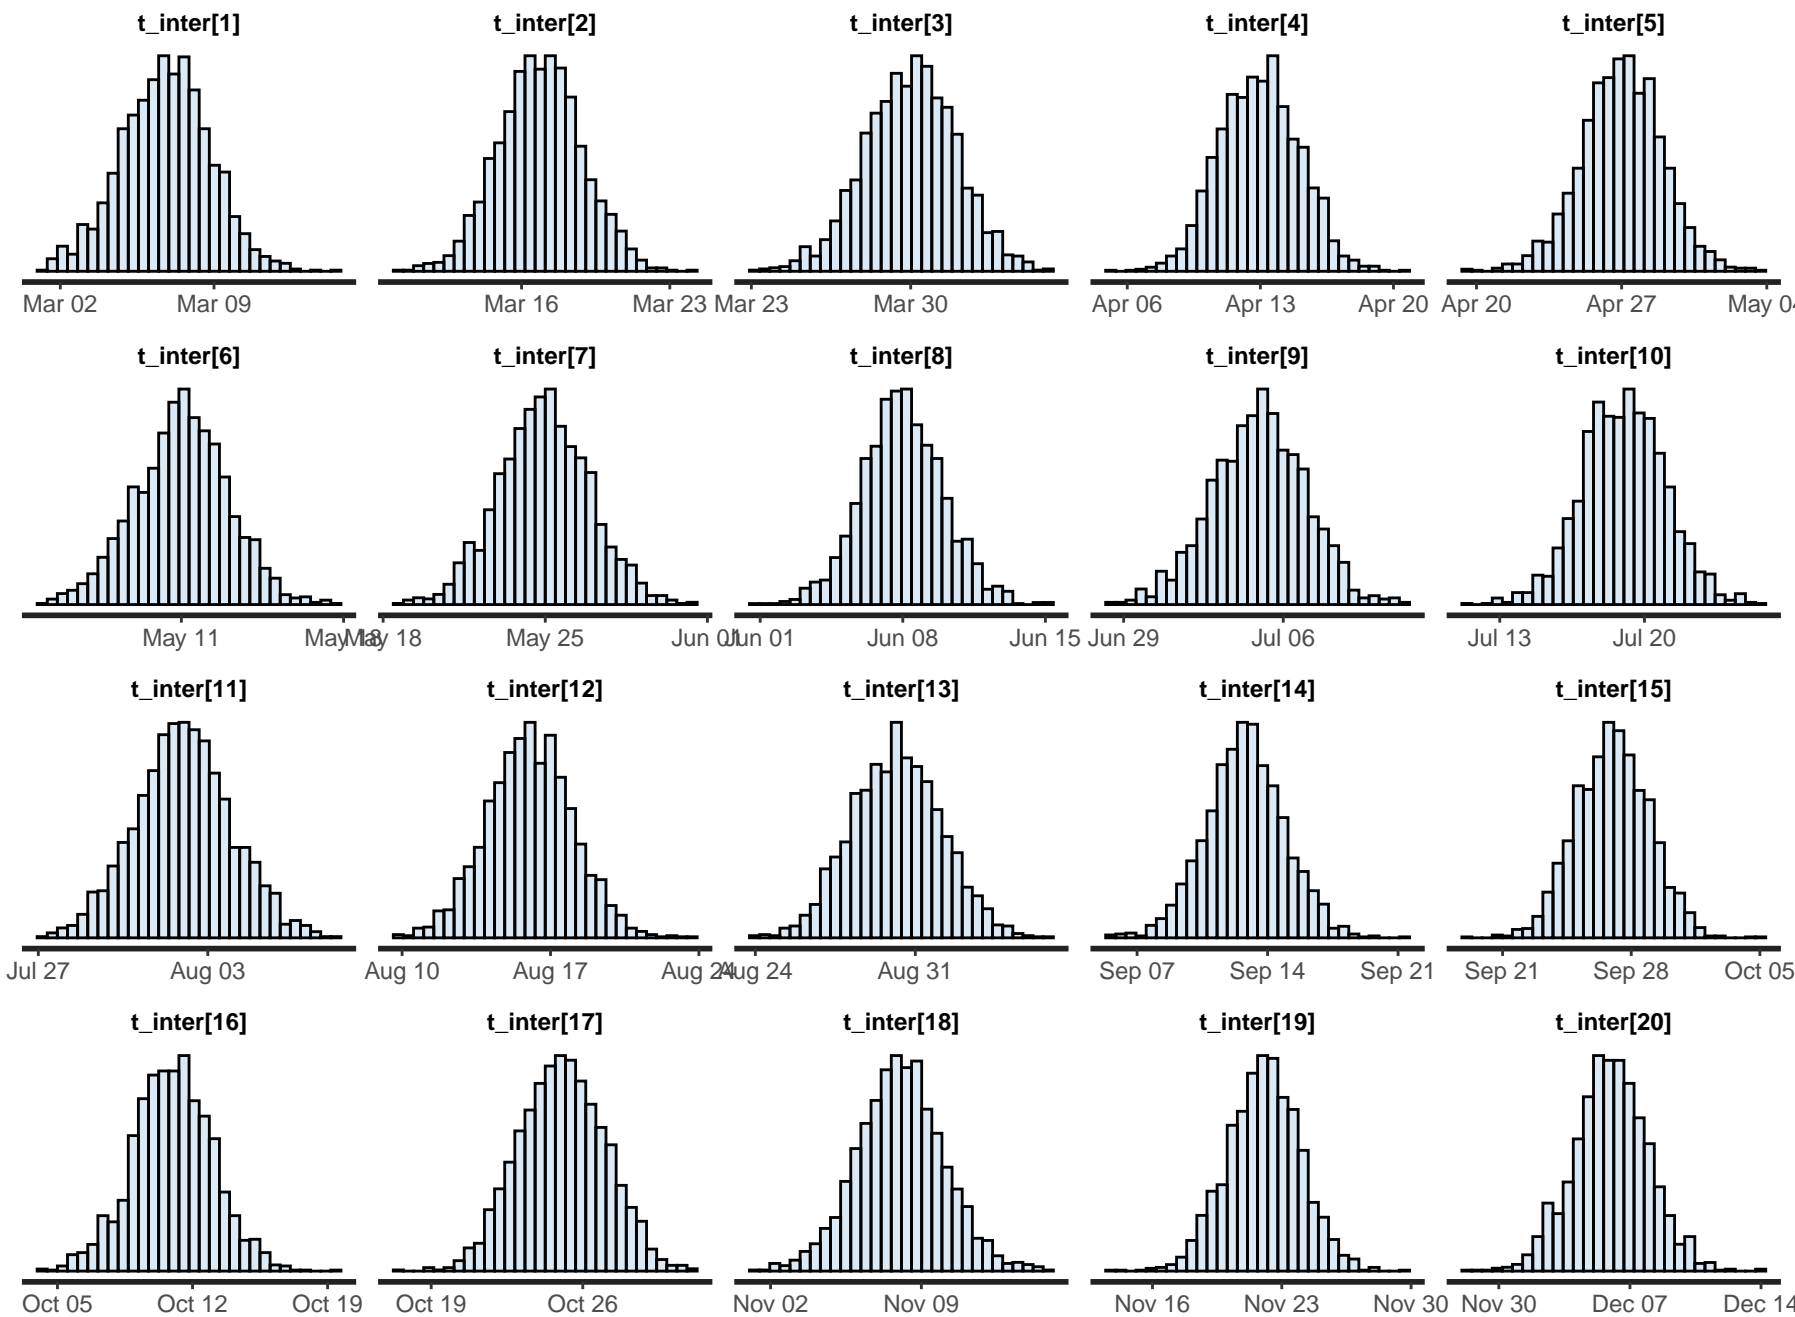 t_inter[1] t_inter[2] t_inter[3] t_inter[4] t_inter[5]
Mar 02 Mar 09 Mar 16 Mar 23 Mar 23 Mar 30 Apr 06 Apr 13 Apr 20 Apr 20 Apr 27 May 04
t_inter[6] t_inter[7] t_inter[8] t_inter[9] t_inter[10]
May 11 May 18 May 18 May 25 Jun 01 Jun 01 Jun 08 Jun 15 Jun 29 Jul 06 Jul 13 Jul 20
t_inter[11] t_inter[12] t_inter[13] t_inter[14] t_inter[15]
Jul 27 Aug 03 Aug 10 Aug 17 Aug 24 Aug 24 Aug 31 Sep 07 Sep 14 Sep 21 Sep 21 Sep 28 Oct 05
t_inter[16] t_inter[17] t_inter[18] t_inter[19] t_inter[20]
Oct 05 Oct 12 Oct 19 Oct 19 Oct 26 Nov 02 Nov 09 Nov 16 Nov 23 Nov 30 Nov 30 Dec 07 Dec 14